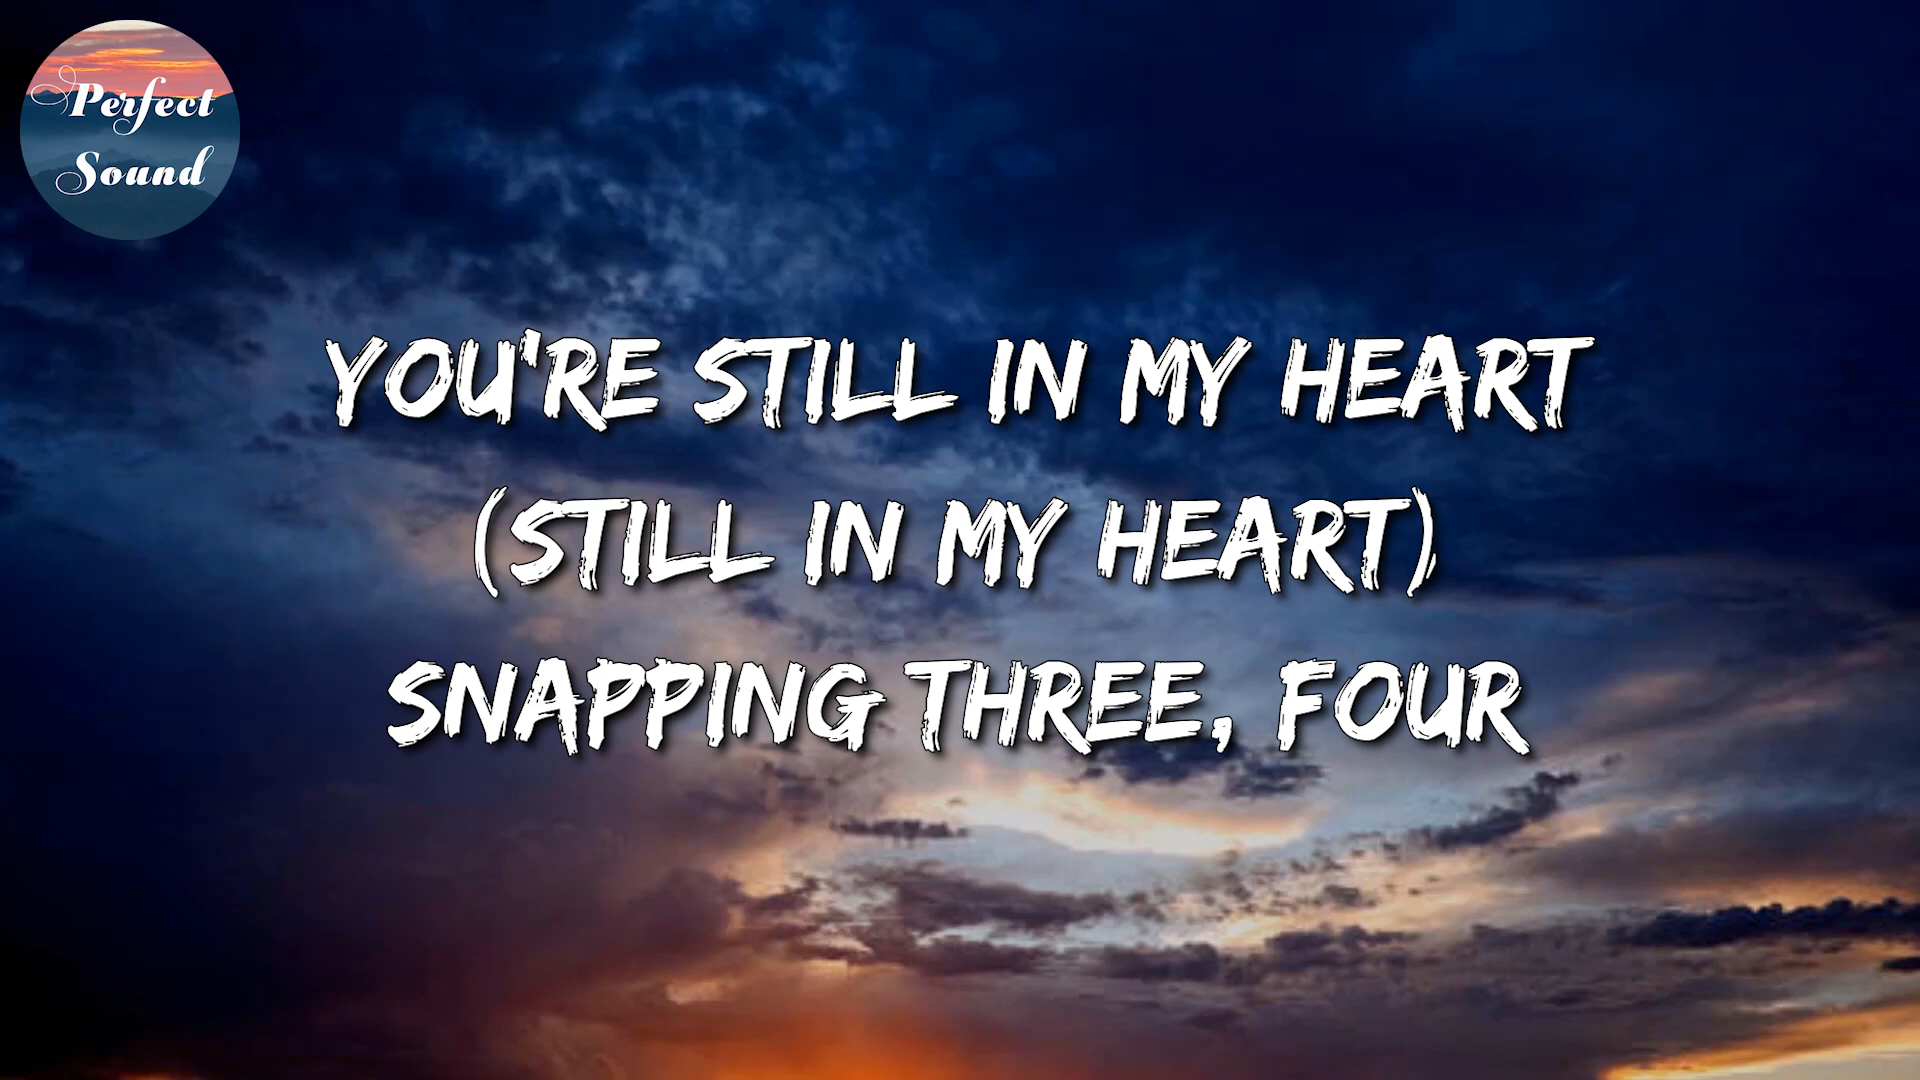 Perfect
Sound
YOU'RE STILL IN MY HEART
(STILL IN MY HEART)
SNAPPING THREE, FOUR